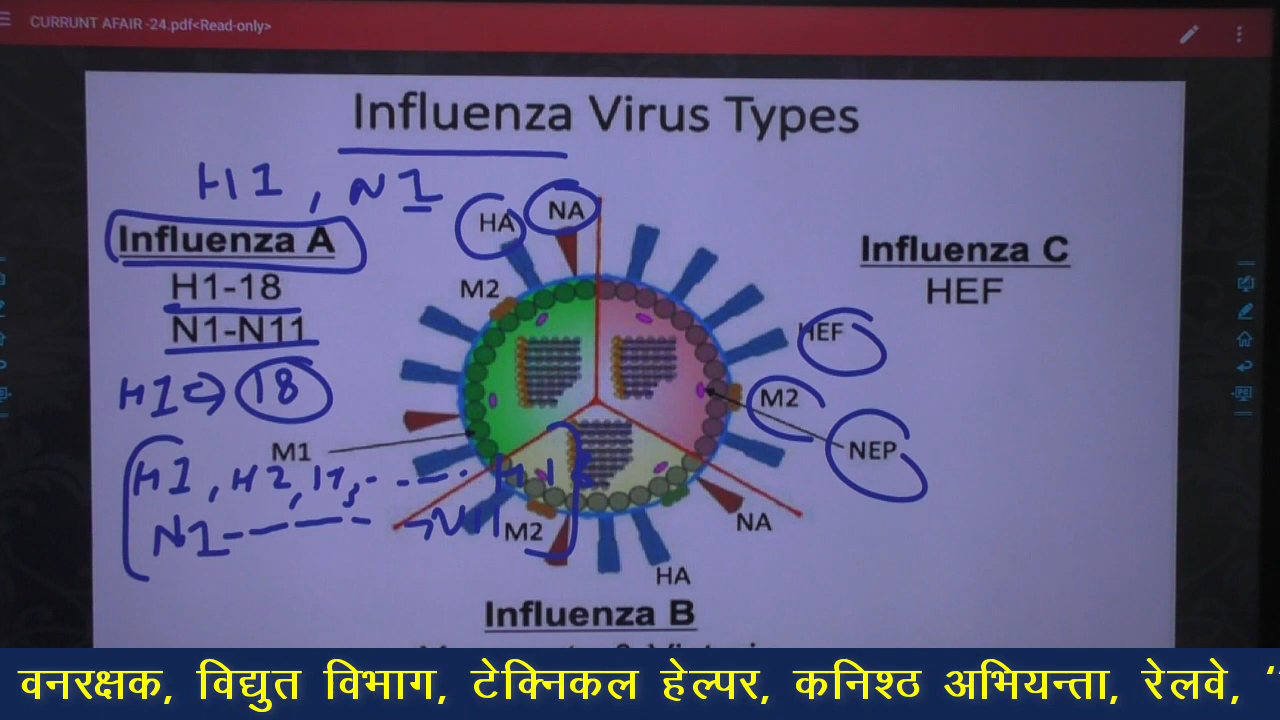 CURRUNT AFAIR -24.pdf<Read-only>
Influenza Virus Types
H1, N1
HA
NA
Influenza A
H1-18
N1-N11
M2
Influenza C
HEF
HEF
H1 => 18
M2
M1
NEP
H1, H2, H3, ----- H18
N1 ----- N11
M2
NA
HA
Influenza B
वनरक्षक, विद्युत विभाग, टेक्निकल हेल्पर, कनिश्ठ अभियन्ता, रेलवे,